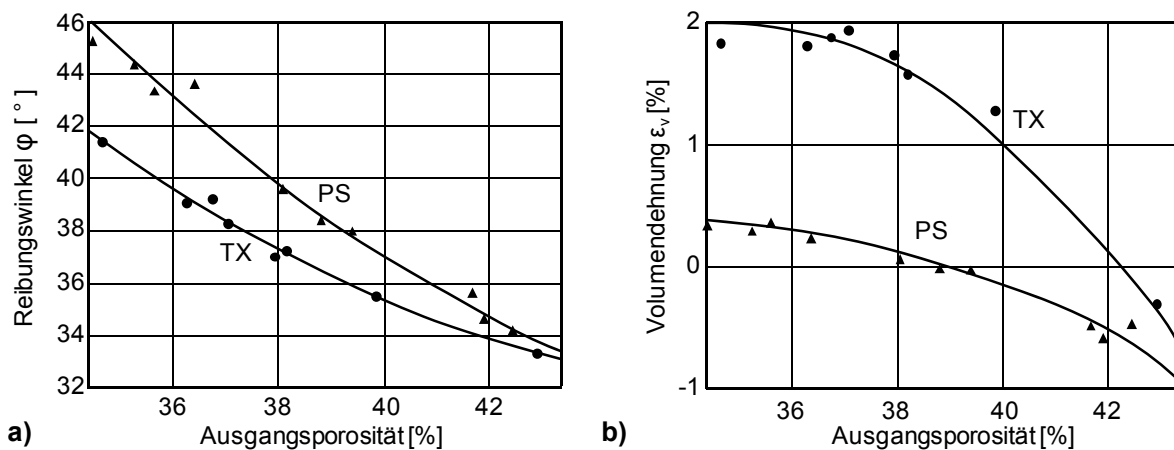 46
44
42
40
38
36
34
32
Reibungswinkel φ [ ° ]
PS
TX
36 38 40 42
Ausgangsporosität [%]
a)
2
1
0
-1
Volumendehnung εv [%]
TX
PS
36 38 40 42
Ausgangsporosität [%]
b)